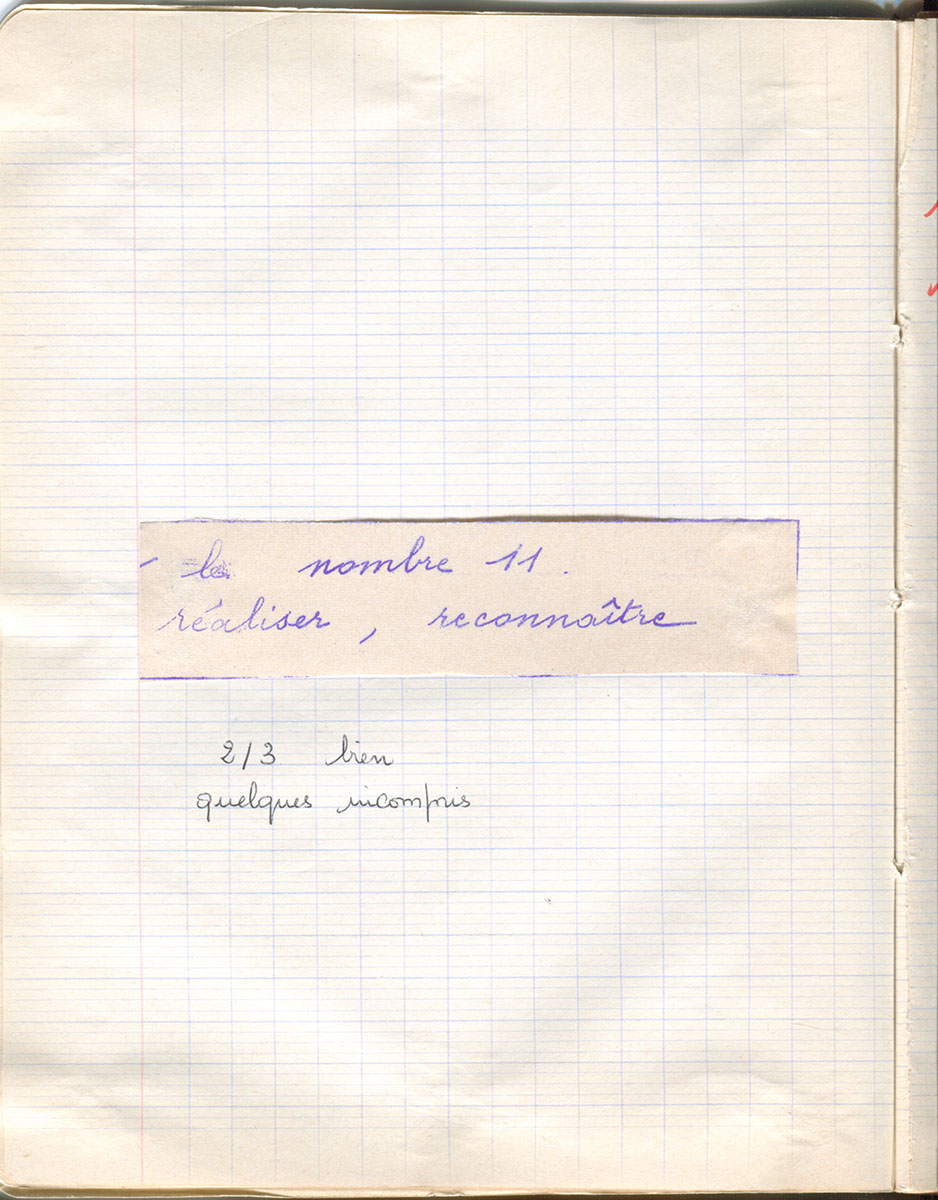 - le nombre 11.
réaliser, reconnaître
2/3 bien
quelques incompris